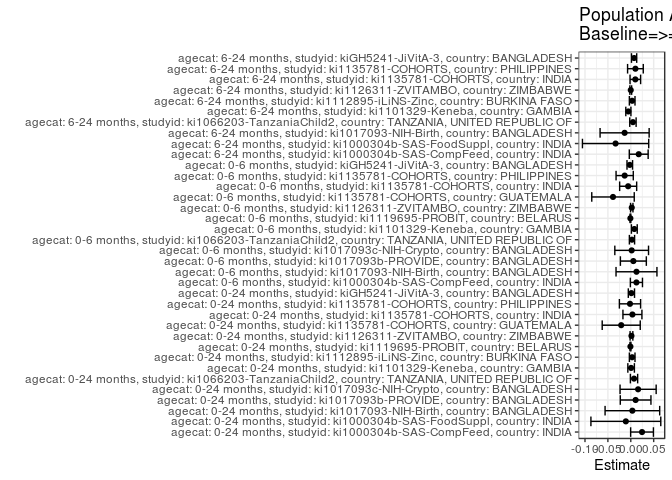 Population A
Baseline=>=
agecat: 6-24 months, studyid: kiGH5241-JiVitA-3, country: BANGLADESH
agecat: 6-24 months, studyid: ki1135781-COHORTS, country: PHILIPPINES
agecat: 6-24 months, studyid: ki1135781-COHORTS, country: INDIA
agecat: 6-24 months, studyid: ki1126311-ZVITAMBO, country: ZIMBABWE
agecat: 6-24 months, studyid: ki1112895-iLiNS-Zinc, country: BURKINA FASO
agecat: 6-24 months, studyid: ki1101329-Keneba, country: GAMBIA
agecat: 6-24 months, studyid: ki1066203-TanzaniaChild2, country: TANZANIA, UNITED REPUBLIC OF
agecat: 6-24 months, studyid: ki1017093-NIH-Birth, country: BANGLADESH
agecat: 6-24 months, studyid: ki1000304b-SAS-FoodSuppl, country: INDIA
agecat: 6-24 months, studyid: ki1000304b-SAS-CompFeed, country: INDIA
agecat: 0-6 months, studyid: kiGH5241-JiVitA-3, country: BANGLADESH
agecat: 0-6 months, studyid: ki1135781-COHORTS, country: PHILIPPINES
agecat: 0-6 months, studyid: ki1135781-COHORTS, country: INDIA
agecat: 0-6 months, studyid: ki1135781-COHORTS, country: GUATEMALA
agecat: 0-6 months, studyid: ki1126311-ZVITAMBO, country: ZIMBABWE
agecat: 0-6 months, studyid: ki1119695-PROBIT, country: BELARUS
agecat: 0-6 months, studyid: ki1101329-Keneba, country: GAMBIA
agecat: 0-6 months, studyid: ki1066203-TanzaniaChild2, country: TANZANIA, UNITED REPUBLIC OF
agecat: 0-6 months, studyid: ki1017093c-NIH-Crypto, country: BANGLADESH
agecat: 0-6 months, studyid: ki1017093b-PROVIDE, country: BANGLADESH
agecat: 0-6 months, studyid: ki1017093-NIH-Birth, country: BANGLADESH
agecat: 0-6 months, studyid: ki1000304b-SAS-CompFeed, country: INDIA
agecat: 0-24 months, studyid: kiGH5241-JiVitA-3, country: BANGLADESH
agecat: 0-24 months, studyid: ki1135781-COHORTS, country: PHILIPPINES
agecat: 0-24 months, studyid: ki1135781-COHORTS, country: INDIA
agecat: 0-24 months, studyid: ki1135781-COHORTS, country: GUATEMALA
agecat: 0-24 months, studyid: ki1126311-ZVITAMBO, country: ZIMBABWE
agecat: 0-24 months, studyid: ki1119695-PROBIT, country: BELARUS
agecat: 0-24 months, studyid: ki1112895-iLiNS-Zinc, country: BURKINA FASO
agecat: 0-24 months, studyid: ki1101329-Keneba, country: GAMBIA
agecat: 0-24 months, studyid: ki1066203-TanzaniaChild2, country: TANZANIA, UNITED REPUBLIC OF
agecat: 0-24 months, studyid: ki1017093c-NIH-Crypto, country: BANGLADESH
agecat: 0-24 months, studyid: ki1017093b-PROVIDE, country: BANGLADESH
agecat: 0-24 months, studyid: ki1017093-NIH-Birth, country: BANGLADESH
agecat: 0-24 months, studyid: ki1000304b-SAS-FoodSuppl, country: INDIA
agecat: 0-24 months, studyid: ki1000304b-SAS-CompFeed, country: INDIA
-0.10 -0.05 0.00 0.05
Estimate